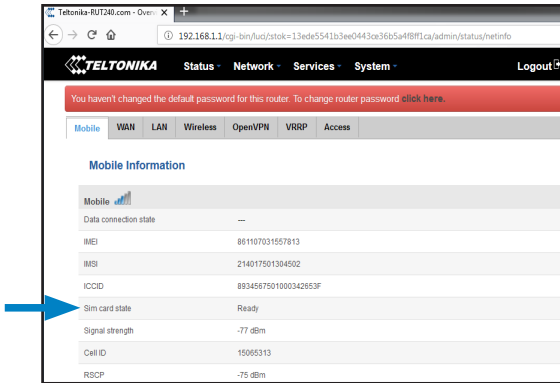 Teltonika-RUT240.com - Overv X +
192.168.1.1/cgi-bin/luci/stok=13ede5541b3ee0443ce36b5a4f8ff1ca/admin/status/netinfo
TELTONIKA Status Network Services System Logout
You haven't changed the default password for this router. To change router password click here.
Mobile WAN LAN Wireless OpenVPN VRRP Access
Mobile Information
Mobile
Data connection state ---
IMEI 861107031557813
IMSI 214017501304502
ICCID 8934567501000342653F
Sim card state Ready
Signal strength -77 dBm
Cell ID 15065313
RSCP -75 dBm